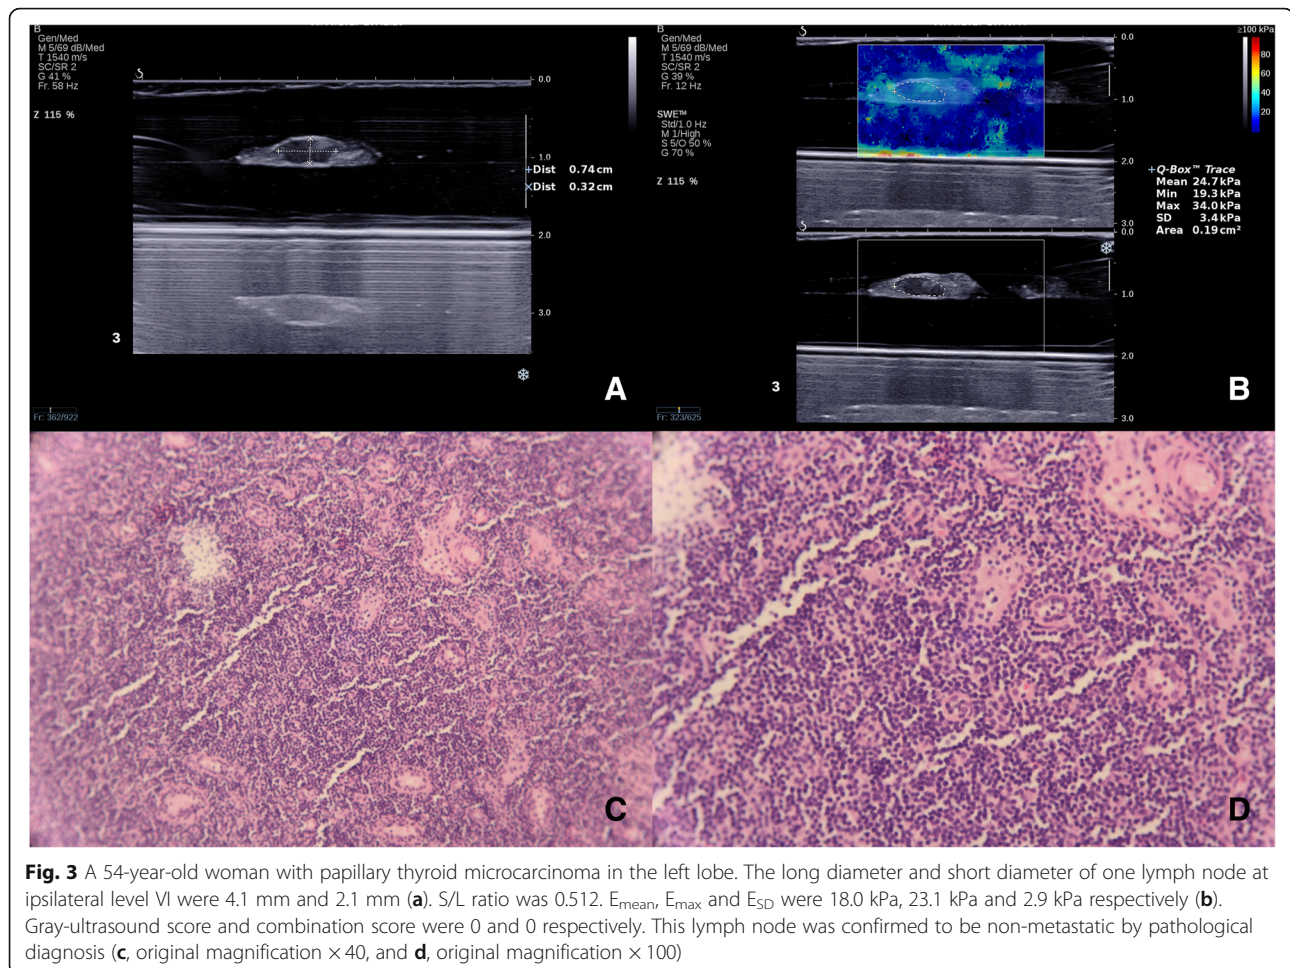 B
Gen/Med
M 5/69 dB/Med
T 1540 m/s
SC/SR 2
G 41 %
Fr. 58 Hz
Z 115 %
0.0
1.0
+Dist 0.74 cm
×Dist 0.32 cm
2.0
3.0
3
A
Fr: 362/922
B
Gen/Med
M 5/69 dB/Med
T 1540 m/s
SC/SR 2
G 39 %
Fr. 12 Hz
SWE™
Std/1.0 Hz
M 1/High
S 5/O 50 %
G 70 %
Z 115 %
≥100 kPa
80
60
40
20
0.0
1.0
2.0
3.0
+Q-Box™ Trace
Mean 24.7 kPa
Min 19.3 kPa
Max 34.0 kPa
SD 3.4 kPa
Area 0.19 cm²
0.0
1.0
2.0
3.0
3
B
Fr: 323/625
C
D
Fig. 3 A 54-year-old woman with papillary thyroid microcarcinoma in the left lobe. The long diameter and short diameter of one lymph node at
ipsilateral level VI were 4.1 mm and 2.1 mm (a). S/L ratio was 0.512. Emean, Emax and ESD were 18.0 kPa, 23.1 kPa and 2.9 kPa respectively (b).
Gray-ultrasound score and combination score were 0 and 0 respectively. This lymph node was confirmed to be non-metastatic by pathological
diagnosis (c, original magnification × 40, and d, original magnification × 100)